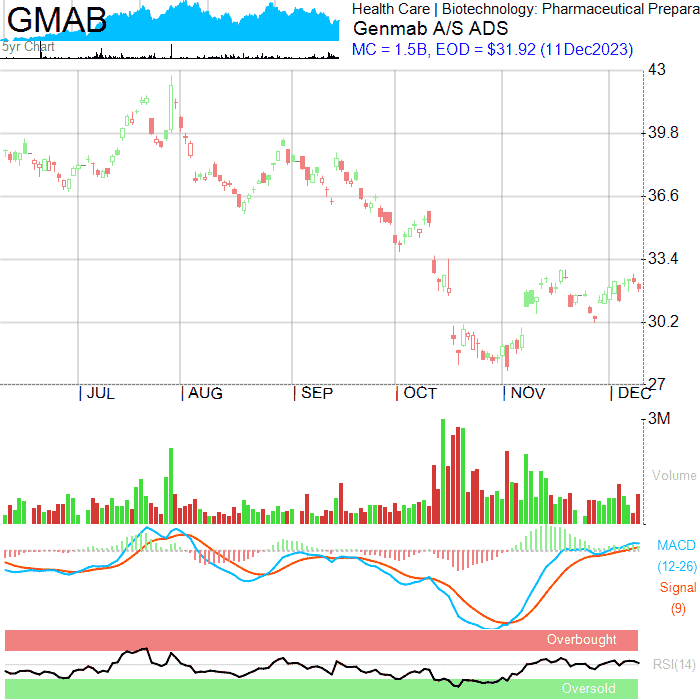 GMAB
5yr Chart
Health Care | Biotechnology: Pharmaceutical Prepara
Genmab A/S ADS
MC = 1.5B, EOD = $31.92 (11Dec2023)
43
39.8
36.6
33.4
30.2
27
JUL
AUG
SEP
OCT
NOV
DEC
3M
Volume
MACD
(12-26)
Signal
(9)
Overbought
RSI(14)
Oversold